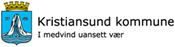 Kristiansund kommune
I medvind uansett vær